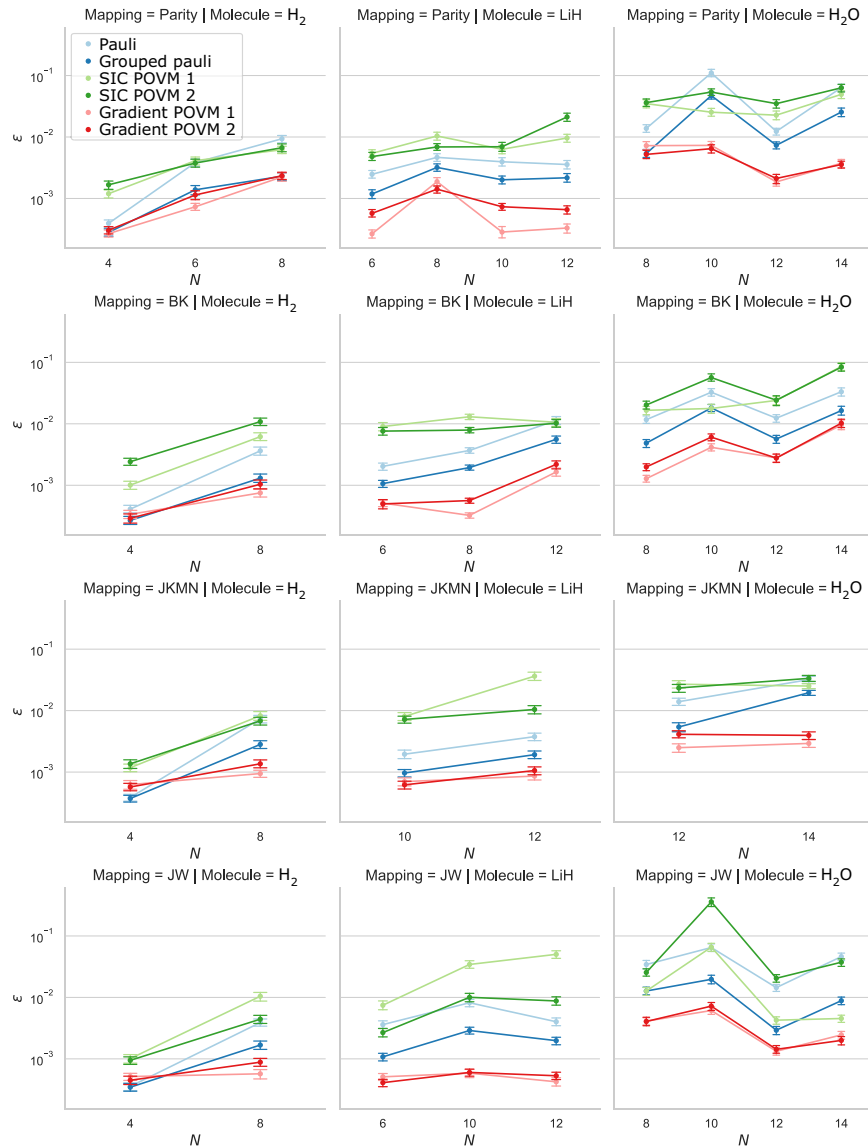 Mapping = Parity | Molecule = H₂
Mapping = Parity | Molecule = LiH
Mapping = Parity | Molecule = H₂O
Pauli
Grouped pauli
SIC POVM 1
SIC POVM 2
Gradient POVM 1
Gradient POVM 2
10⁻¹
10⁻²
10⁻³
ε
4 6 8
6 8 10 12
8 10 12 14
N N N
Mapping = BK | Molecule = H₂
Mapping = BK | Molecule = LiH
Mapping = BK | Molecule = H₂O
10⁻¹
10⁻²
10⁻³
ε
4 8
6 8 12
8 10 12 14
N N N
Mapping = JKMN | Molecule = H₂
Mapping = JKMN | Molecule = LiH
Mapping = JKMN | Molecule = H₂O
10⁻¹
10⁻²
10⁻³
ε
4 8
10 12
12 14
N N N
Mapping = JW | Molecule = H₂
Mapping = JW | Molecule = LiH
Mapping = JW | Molecule = H₂O
10⁻¹
10⁻²
10⁻³
ε
4 8
6 10 12
8 10 12 14
N N N